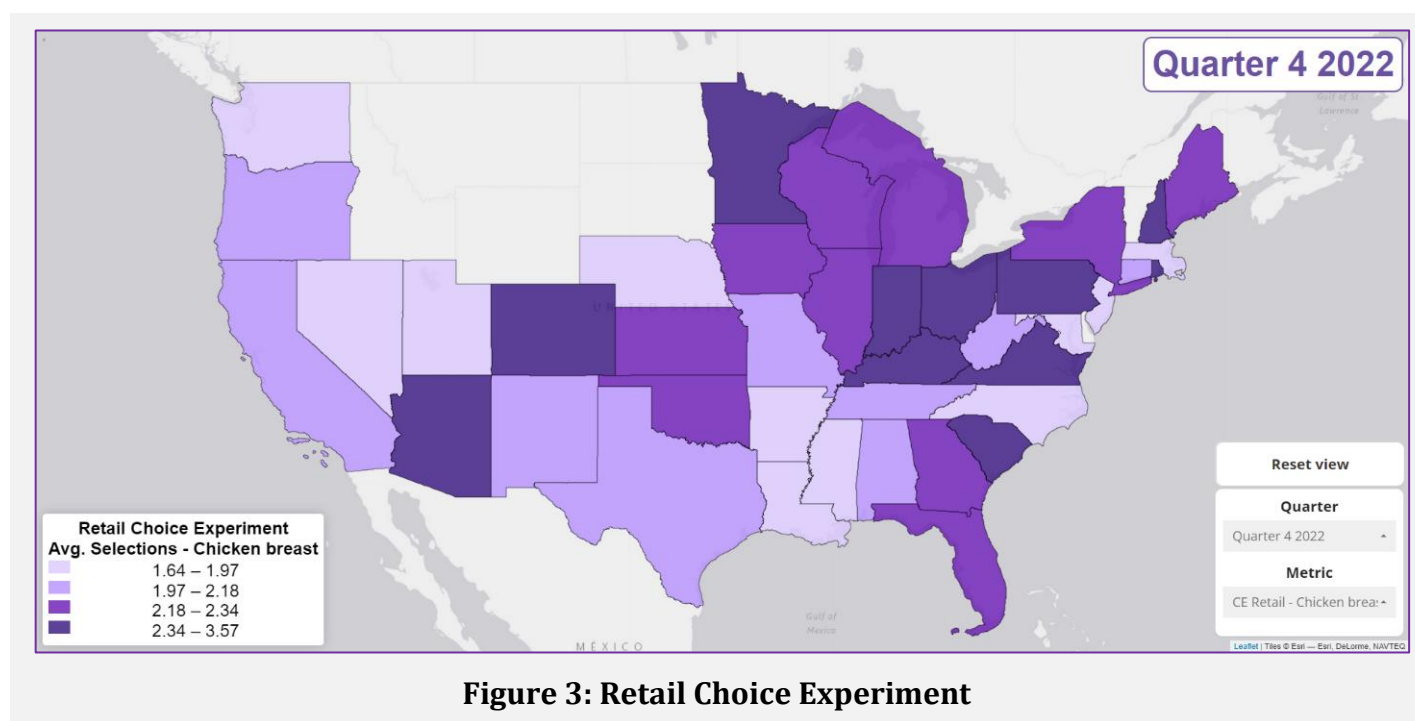 Quarter 4 2022
Gulf of St
Lawrence
UNITED STATES
Reset view
Quarter
Quarter 4 2022
Metric
CE Retail - Chicken breas
Retail Choice Experiment
Avg. Selections - Chicken breast
1.64 – 1.97
1.97 – 2.18
2.18 – 2.34
2.34 – 3.57
Gulf of
Mexico
MÉXICO
Leaflet | Tiles © Esri — Esri, DeLorme, NAVTEQ
Figure 3: Retail Choice Experiment